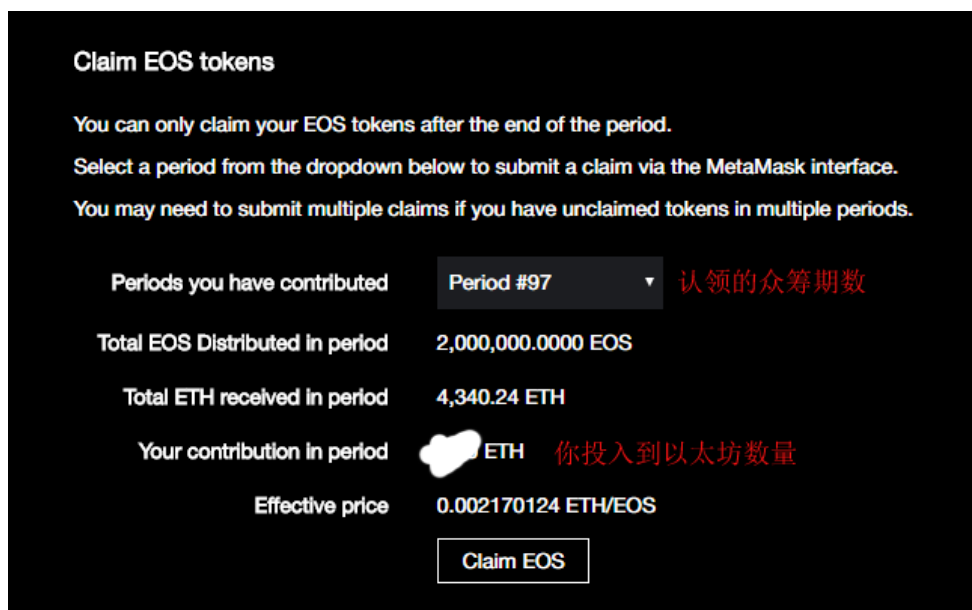 Claim EOS tokens
You can only claim your EOS tokens after the end of the period.
Select a period from the dropdown below to submit a claim via the MetaMask interface.
You may need to submit multiple claims if you have unclaimed tokens in multiple periods.
Periods you have contributed Period #97 认领的众筹期数
Total EOS Distributed in period 2,000,000.0000 EOS
Total ETH received in period 4,340.24 ETH
Your contribution in period ETH 你投入到以太坊数量
Effective price 0.002170124 ETH/EOS
Claim EOS